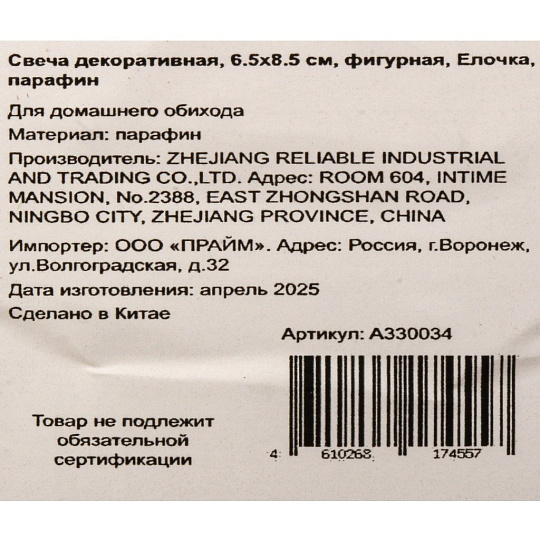 Свеча декоративная, 6.5х8.5 см, фигурная, Елочка,
парафин
Для домашнего обихода
Материал: парафин
Производитель: ZHEJIANG RELIABLE INDUSTRIAL
AND TRADING CO.,LTD. Адрес: ROOM 604, INTIME
MANSION, No.2388, EAST ZHONGSHAN ROAD,
NINGBO CITY, ZHEJIANG PROVINCE, CHINA
Импортер: ООО «ПРАЙМ». Адрес: Россия, г.Воронеж,
ул.Волгоградская, д.32
Дата изготовления: апрель 2025
Сделано в Китае
Артикул: А330034
Товар не подлежит
обязательной
сертификации
4 610268 174557